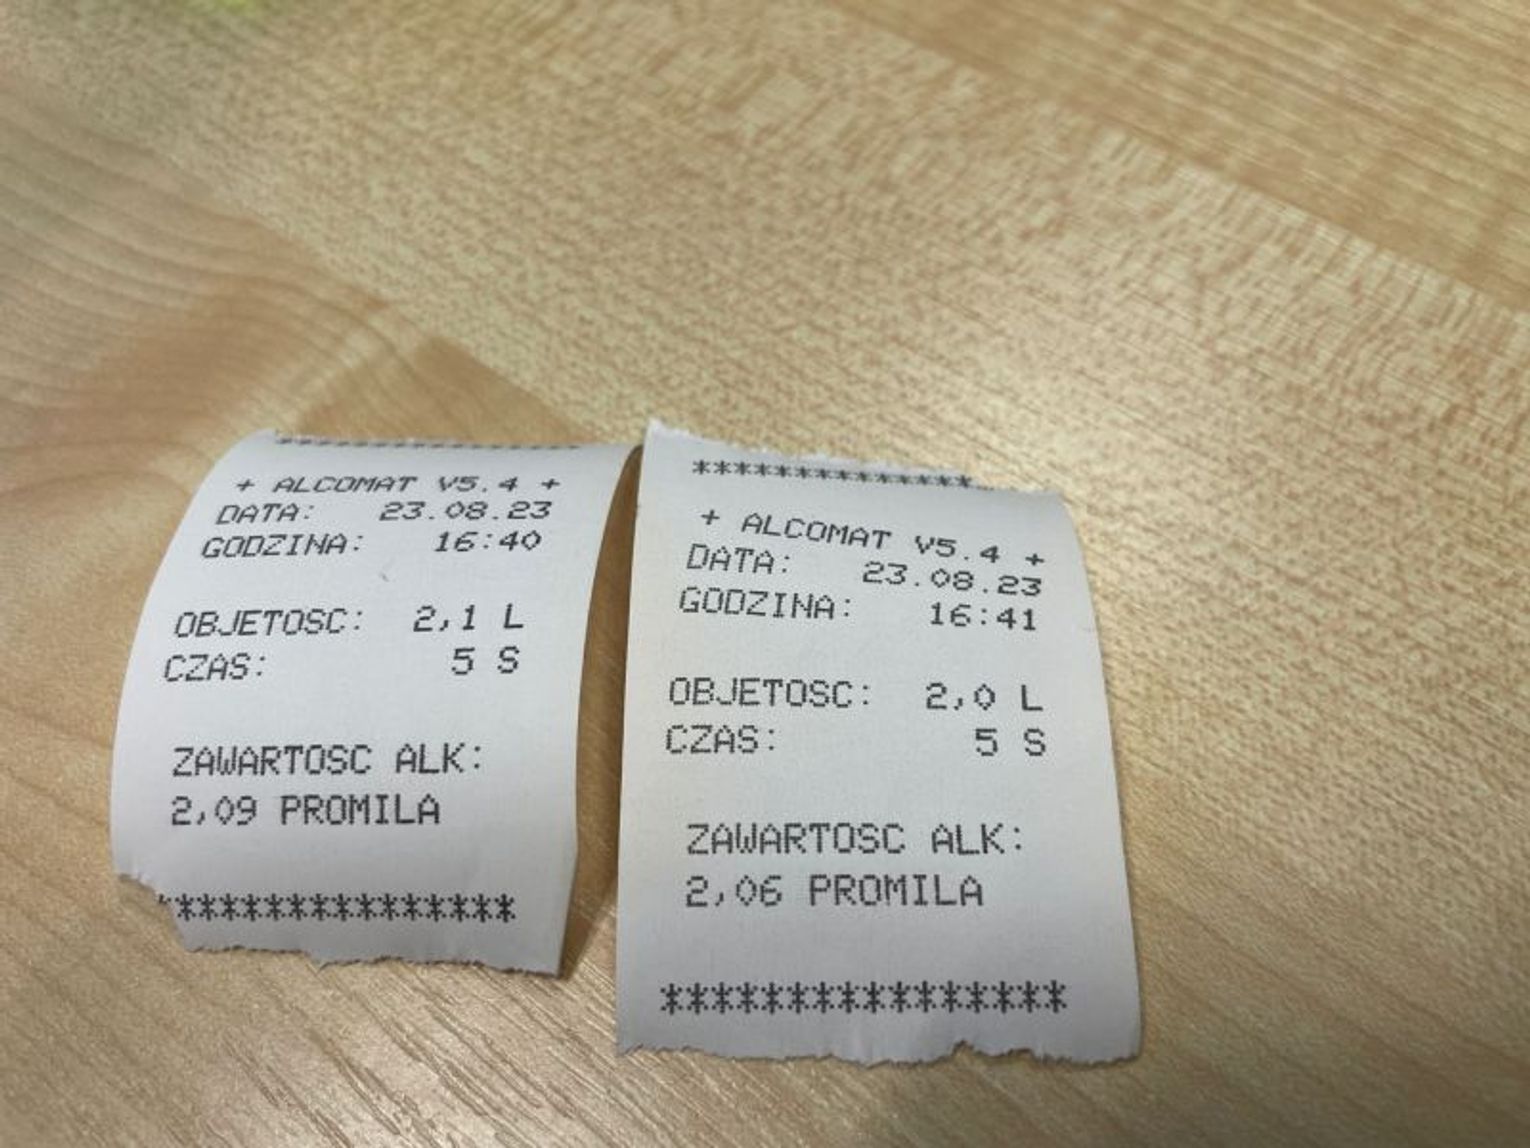 + ALCOMAT V5.4 +
DATA: 23.08.23
GODZINA: 16:40
OBJETOSC: 2,1 L
CZAS: 5 S
ZAWARTOSC ALK:
2,09 PROMILA
****************
**************
+ ALCOMAT V5.4 +
DATA: 23.08.23
GODZINA: 16:41
OBJETOSC: 2,0 L
CZAS: 5 S
ZAWARTOSC ALK:
2,06 PROMILA
****************